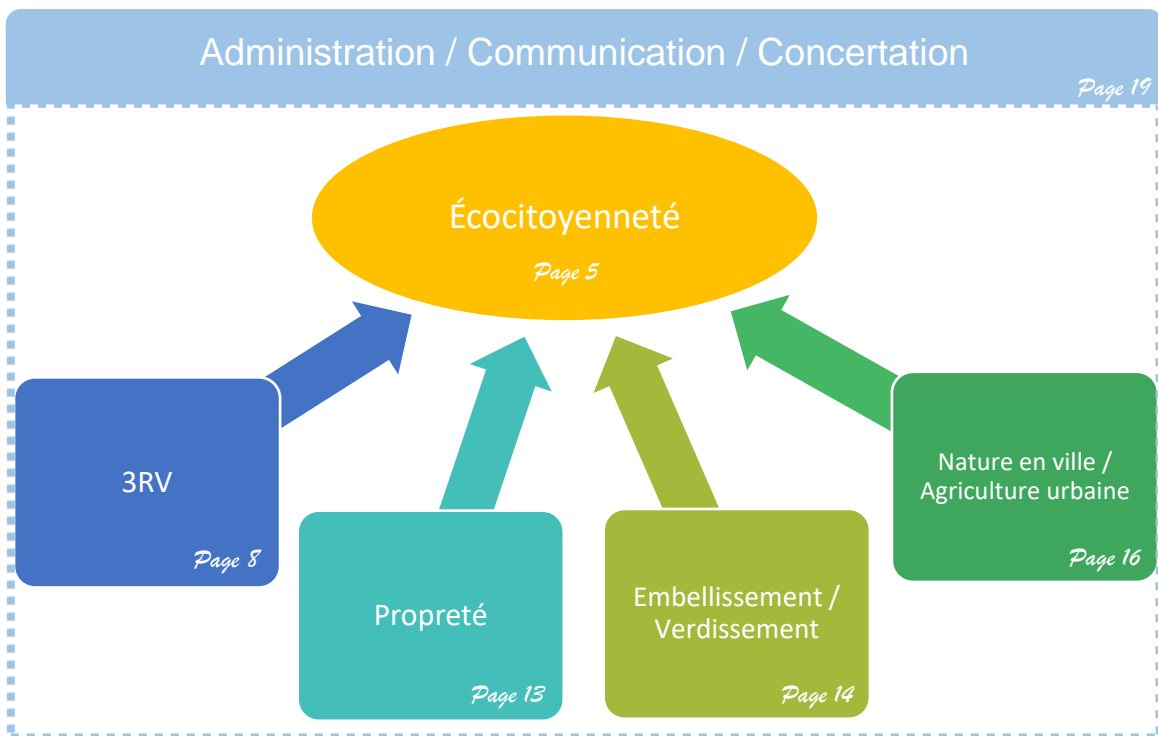 Administration / Communication / Concertation
Page 19
Écocitoyenneté
Page 5
3RV
Page 8
Propreté
Page 13
Embellissement /
Verdissement
Page 14
Nature en ville /
Agriculture urbaine
Page 16